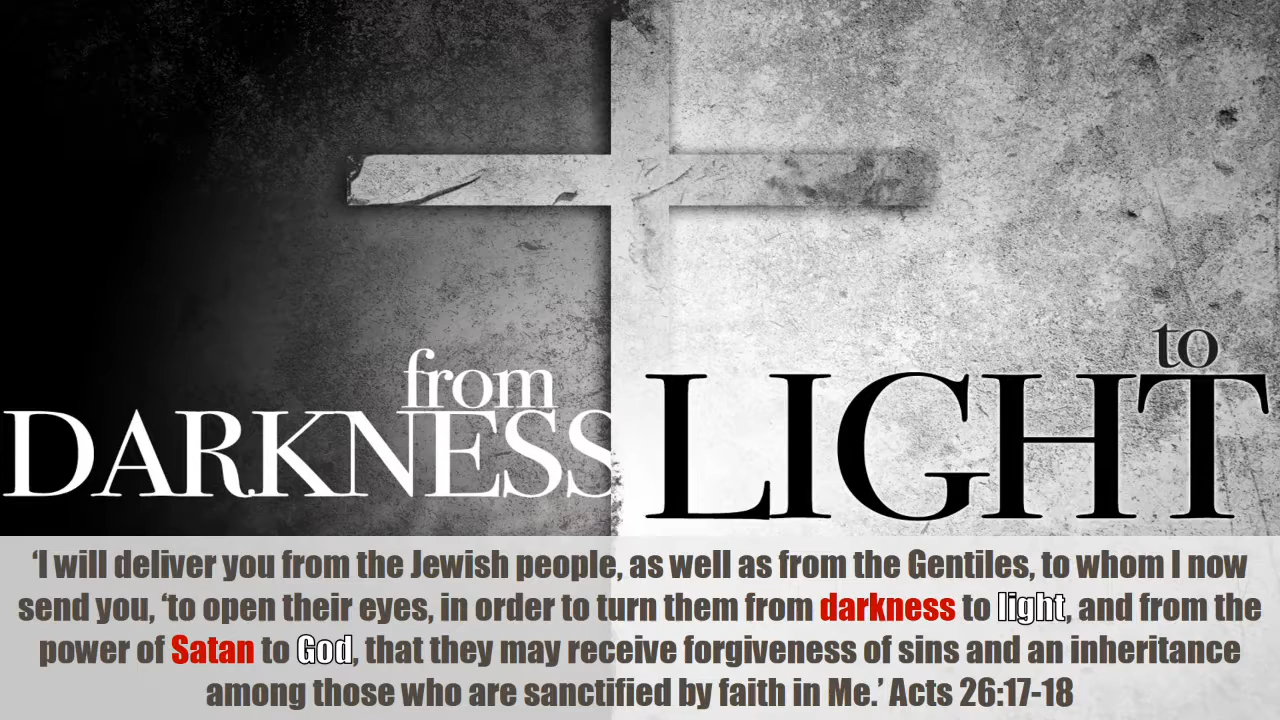 from
DARKNESS
to
LIGHT
‘I will deliver you from the Jewish people, as well as from the Gentiles, to whom I now
send you, ‘to open their eyes, in order to turn them from darkness to light, and from the
power of Satan to God, that they may receive forgiveness of sins and an inheritance
among those who are sanctified by faith in Me.’ Acts 26:17-18